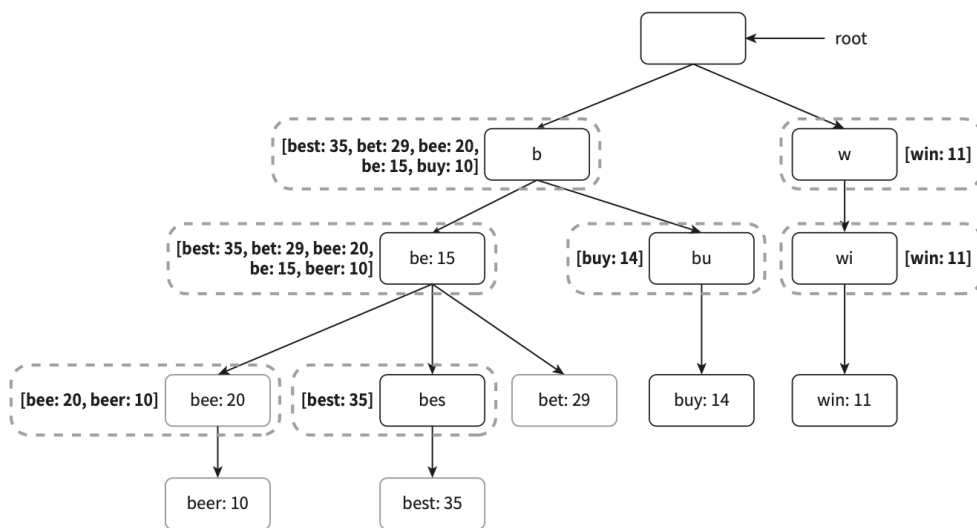 root
[best: 35, bet: 29, bee: 20,
be: 15, buy: 10]
b
w
[win: 11]
[best: 35, bet: 29, bee: 20,
be: 15, beer: 10]
be: 15
[buy: 14]
bu
wi
[win: 11]
[bee: 20, beer: 10]
bee: 20
[best: 35]
bes
bet: 29
buy: 14
win: 11
beer: 10
best: 35